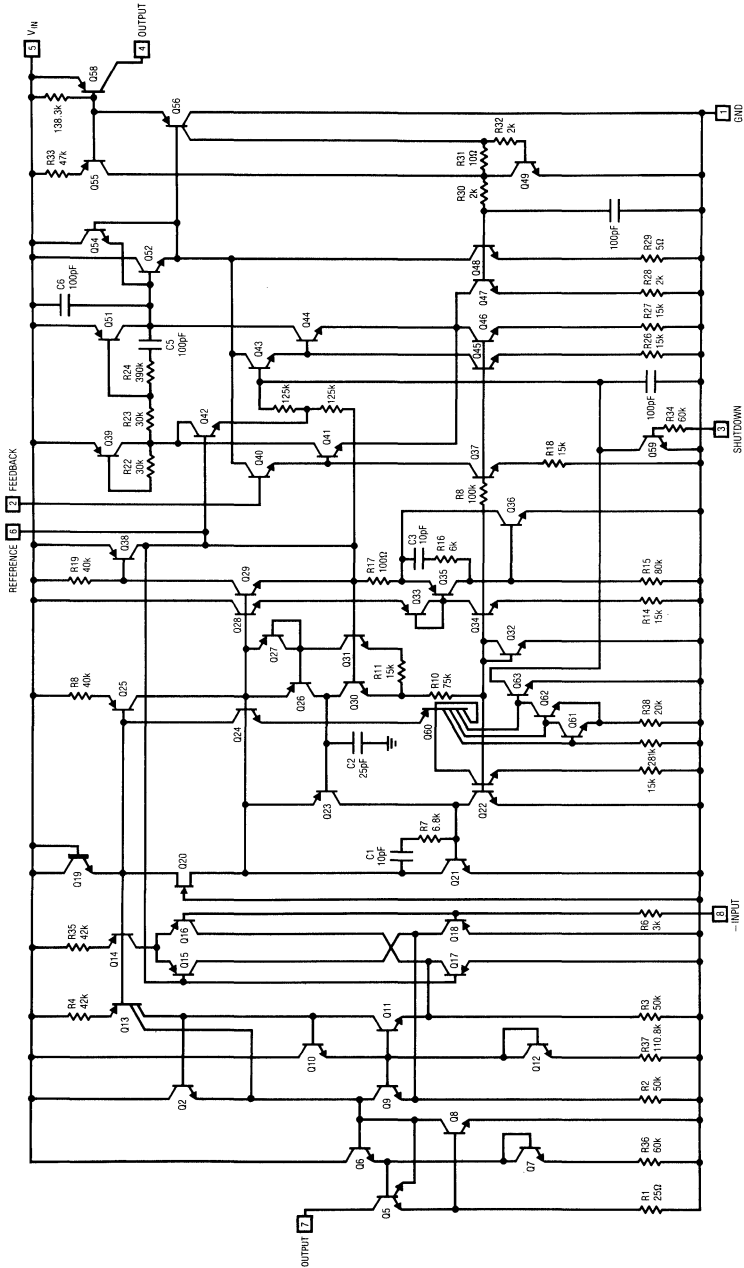 5 VIN
R4
42k
R35
42k
R8
40k
R19
40k
C6
100pF
R33
47k
138.3k
Q19
Q2
Q13
Q14
Q25
Q38
Q39
Q51
Q54
Q55
Q58
4 OUTPUT
6 REFERENCE
2 FEEDBACK
R22
30k
R23
30k
R24
390k
C5
100pF
Q52
Q56
Q20
Q15
Q16
Q24
Q28
Q29
Q42
Q27
Q26
Q43
Q44
Q10
125k
125k
Q40
Q41
7 OUTPUT
Q6
Q5
Q9
Q11
Q23
C2
25pF
Q30
Q31
R17
100Ω
C1
10pF
R7
6.8k
R11
15k
Q33
C3
10pF
R16
6k
Q35
Q8
Q17
Q18
Q21
Q60
R10
75k
Q34
Q22
R8
100k
Q37
Q45
Q46
Q47
Q48
R30
2k
R31
10Ω
R32
2k
Q49
Q7
Q12
Q61
Q62
Q63
Q32
Q36
R18
15k
100pF
Q59
100pF
R1
25Ω
R36
60k
R2
50k
R37
110.8k
R3
50k
R6
3k
15k
281k
R38
20k
R14
15k
R15
80k
R34
60k
R26
15k
R27
15k
R28
2k
R29
5Ω
8
–INPUT
3
SHUTDOWN
1
GND